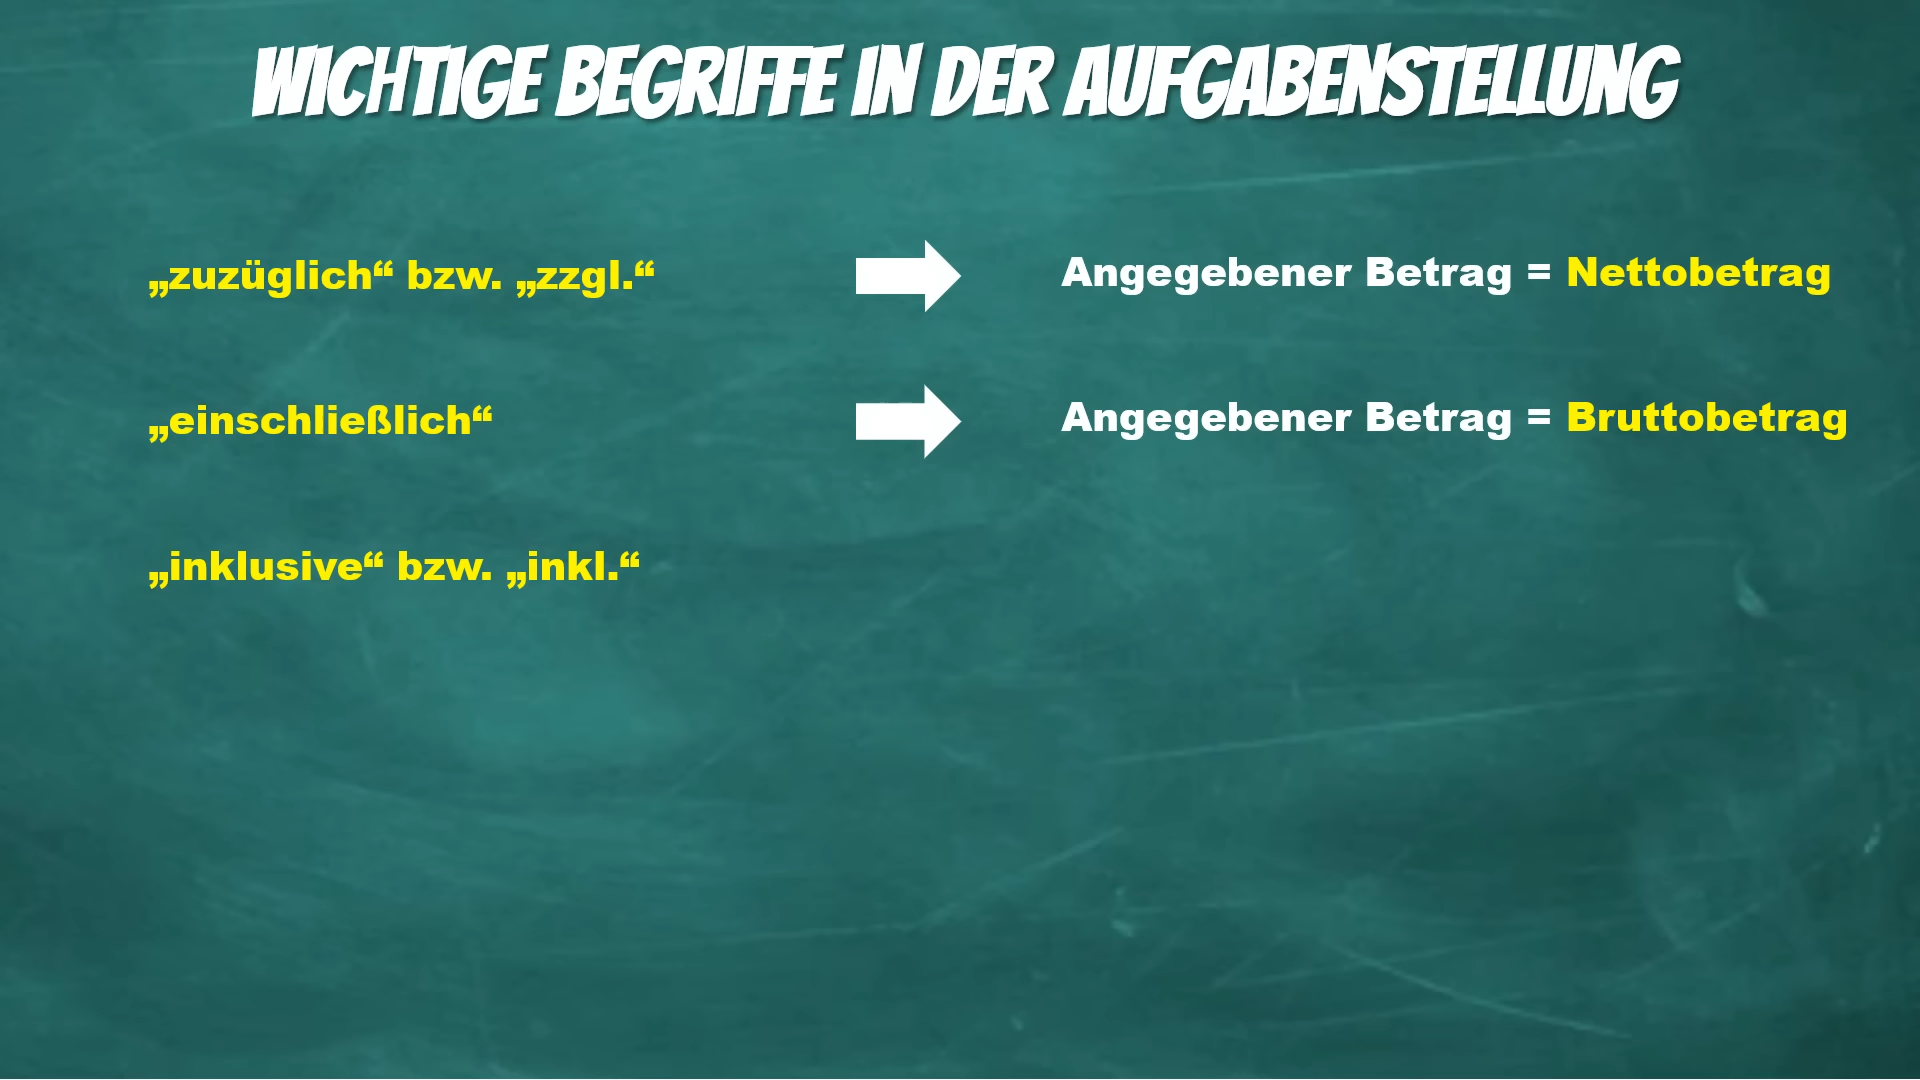 WICHTIGE BEGRIFFE IN DER AUFGABENSTELLUNG
„zuzüglich“ bzw. „zzgl.“ Angegebener Betrag = Nettobetrag
„einschließlich“ Angegebener Betrag = Bruttobetrag
„inklusive“ bzw. „inkl.“